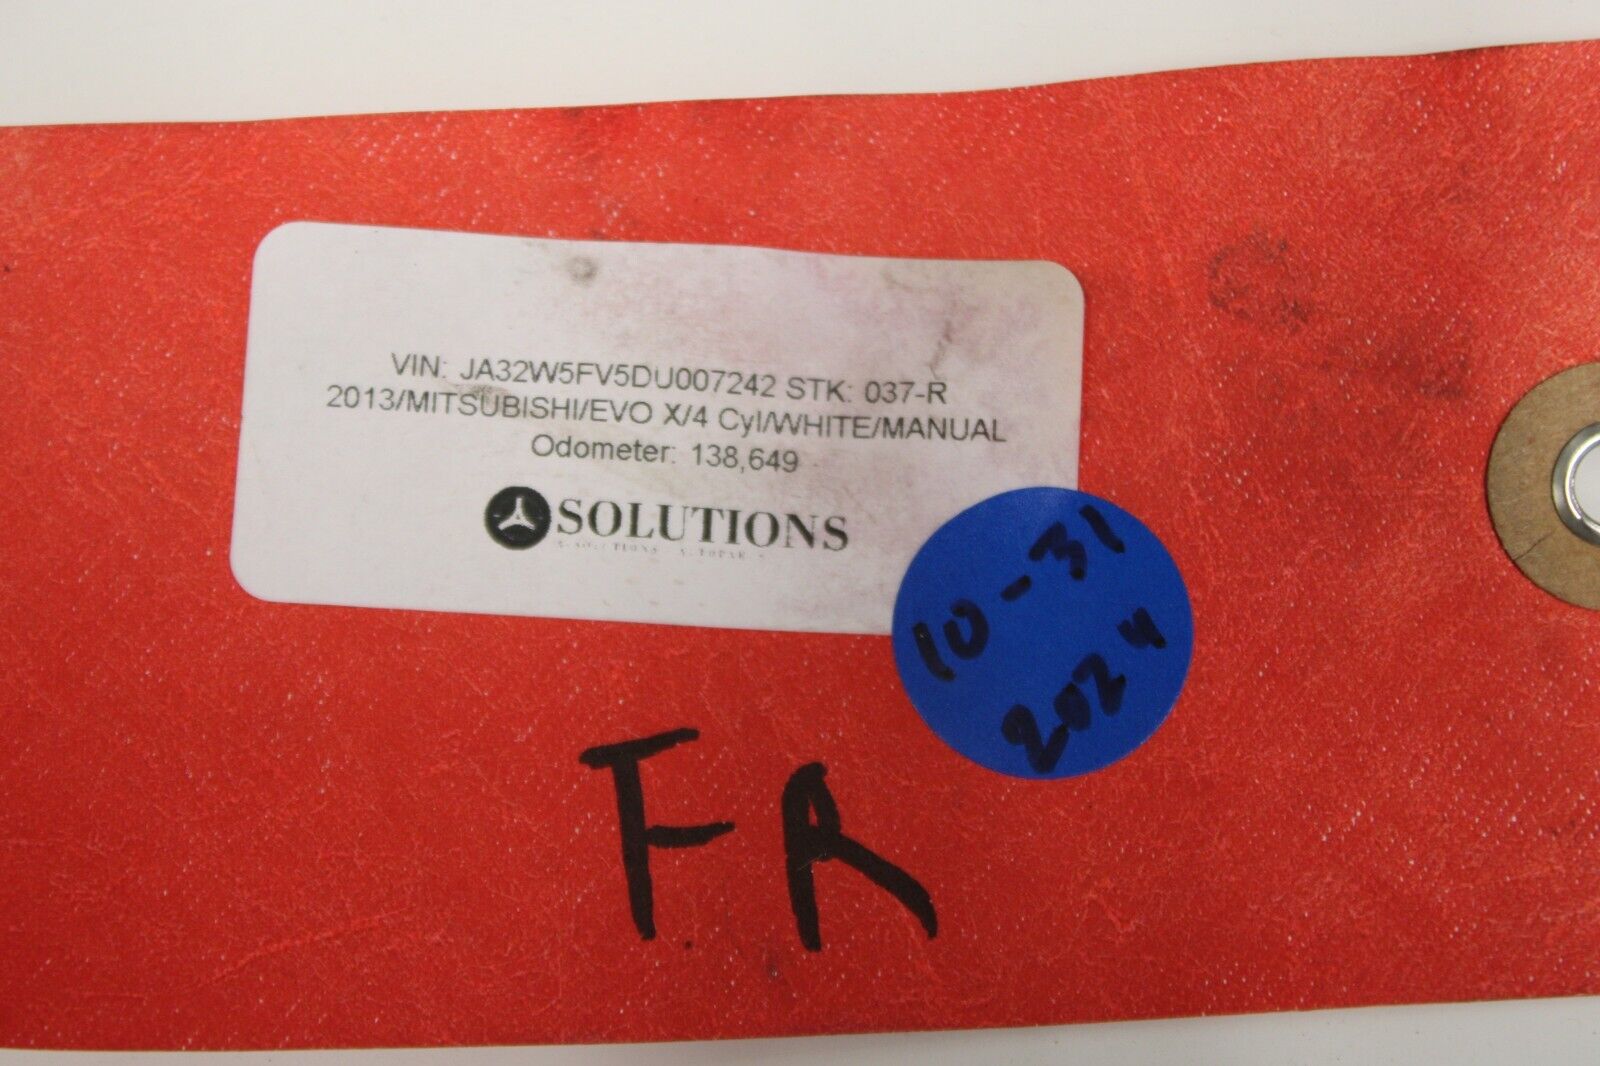 VIN: JA32W5FV5DU007242 STK: 037-R
2013/MITSUBISHI/EVO X/4 Cyl/WHITE/MANUAL
Odometer: 138,649
SOLUTIONS
10-31
2024
FR